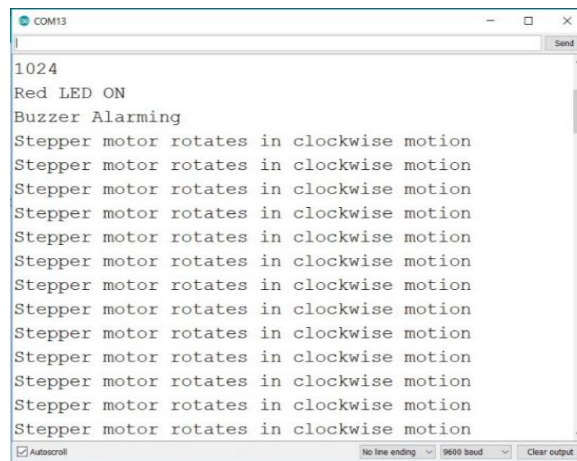 COM13
Send
1024
Red LED ON
Buzzer Alarming
Stepper motor rotates in clockwise motion
Stepper motor rotates in clockwise motion
Stepper motor rotates in clockwise motion
Stepper motor rotates in clockwise motion
Stepper motor rotates in clockwise motion
Stepper motor rotates in clockwise motion
Stepper motor rotates in clockwise motion
Stepper motor rotates in clockwise motion
Stepper motor rotates in clockwise motion
Stepper motor rotates in clockwise motion
Stepper motor rotates in clockwise motion
Stepper motor rotates in clockwise motion
Stepper motor rotates in clockwise motion
Autoscroll No line ending 9600 baud Clear output